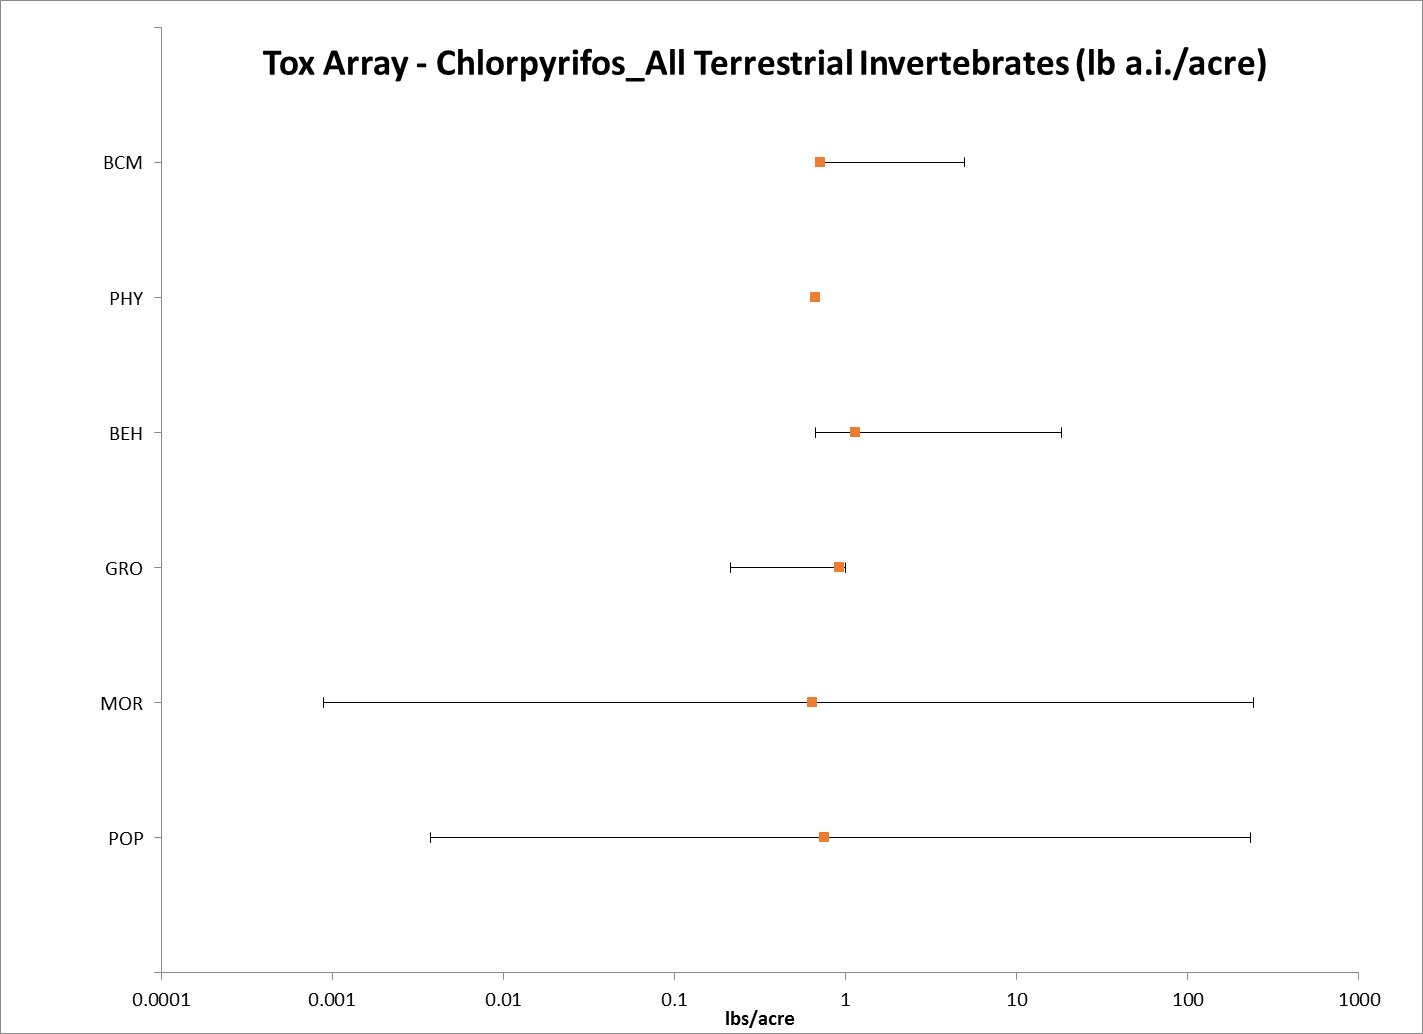 Tox Array - Chlorpyrifos_All Terrestrial Invertebrates (lb a.i./acre)
BCM
PHY
BEH
GRO
MOR
POP
0.0001 0.001 0.01 0.1 1 10 100 1000
lbs/acre